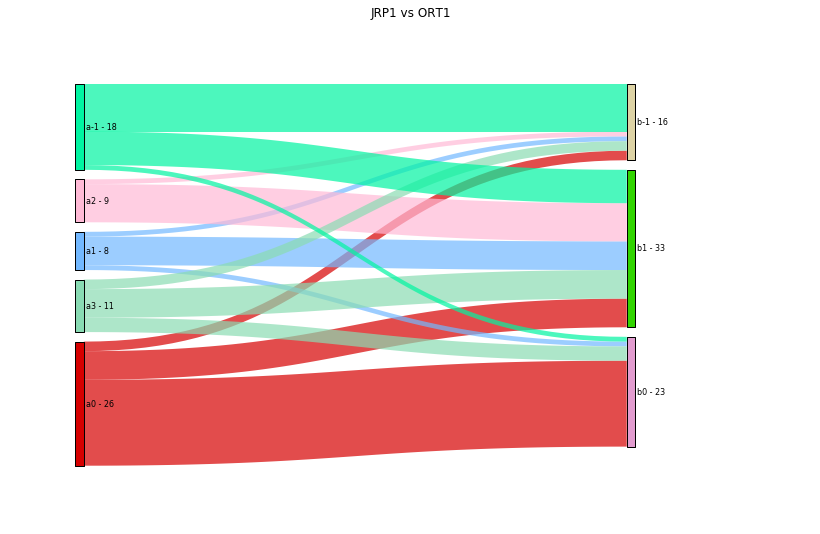 JRP1 vs ORT1
a-1 - 18
a2 - 9
a1 - 8
a3 - 11
a0 - 26
b-1 - 16
b1 - 33
b0 - 23